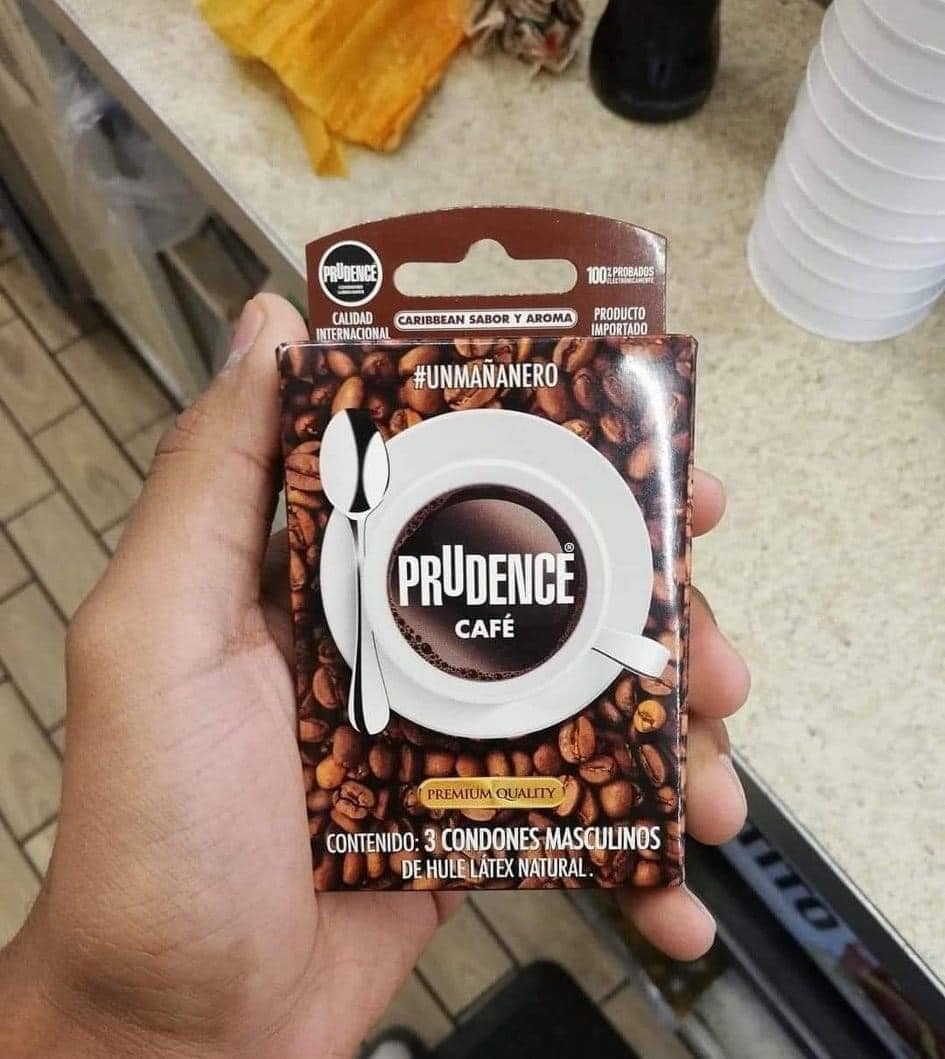 PRUDENCE
CALIDAD
INTERNACIONAL
CARIBBEAN SABOR Y AROMA
100% PROBADOS
ELECTRÓNICAMENTE
PRODUCTO
IMPORTADO
#UNMAÑANERO
PRUDENCE®
CAFÉ
PREMIUM QUALITY
CONTENIDO: 3 CONDONES MASCULINOS
DE HULE LÁTEX NATURAL.